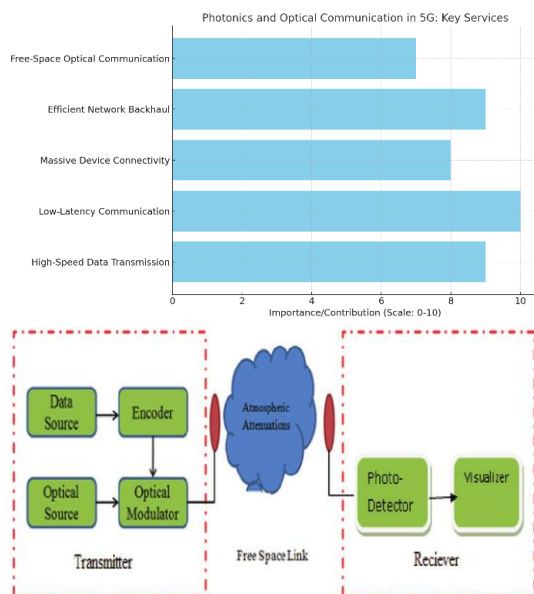 Photonics and Optical Communication in 5G: Key Services
Free-Space Optical Communication
Efficient Network Backhaul
Massive Device Connectivity
Low-Latency Communication
High-Speed Data Transmission
0 2 4 6 8 10
Importance/Contribution (Scale: 0-10)
Data
Source
Encoder
Optical
Source
Optical
Modulator
Transmitter
Atmospheric
Attenuations
Free Space Link
Photo-
Detector
Visualizer
Reciever